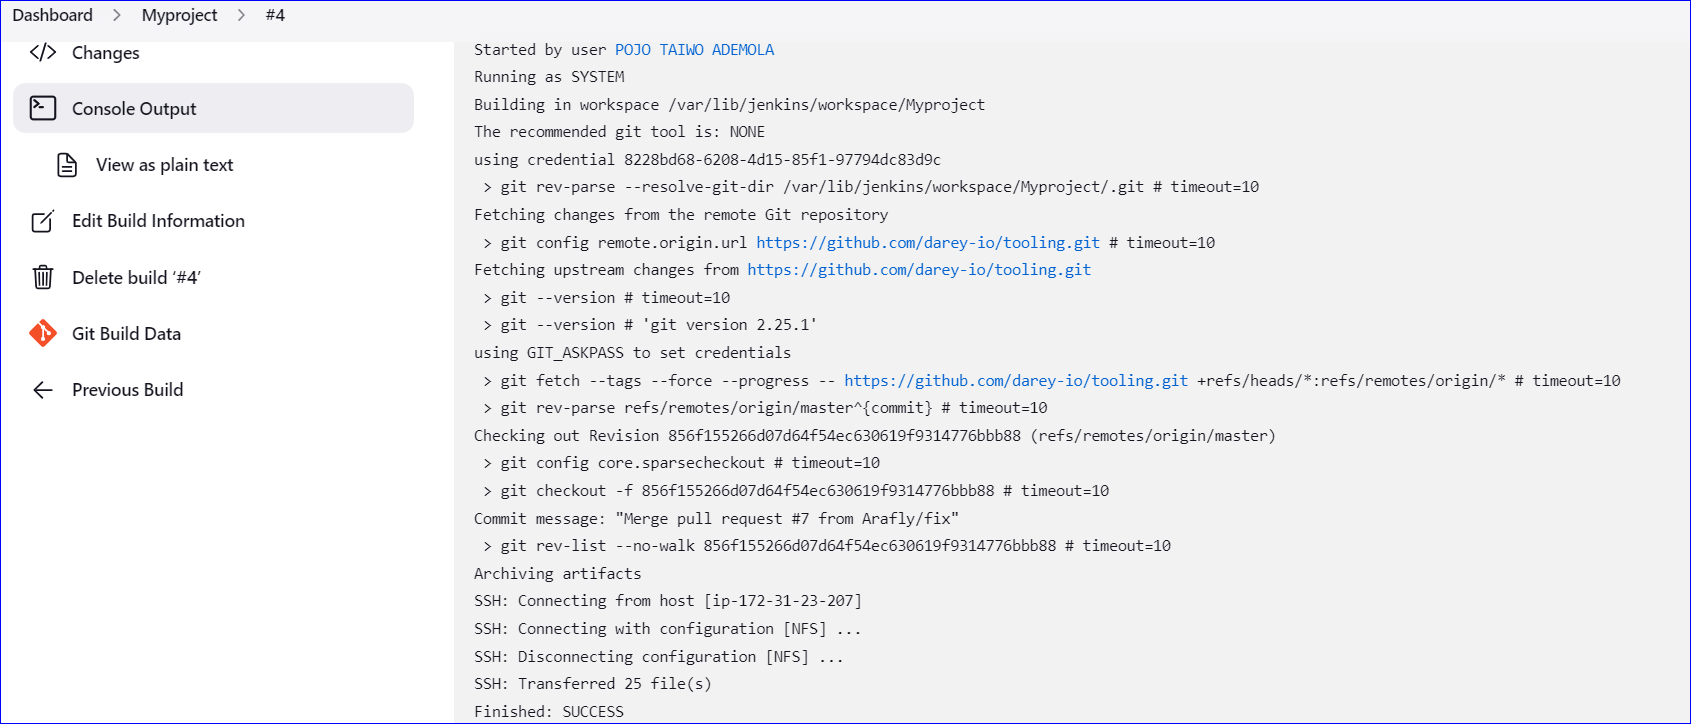 Dashboard > Myproject > #4
Changes
Console Output
View as plain text
Edit Build Information
Delete build ‘#4’
Git Build Data
Previous Build
Started by user POJO TAIWO ADEMOLA
Running as SYSTEM
Building in workspace /var/lib/jenkins/workspace/Myproject
The recommended git tool is: NONE
using credential 8228bd68-6208-4d15-85f1-97794dc83d9c
> git rev-parse --resolve-git-dir /var/lib/jenkins/workspace/Myproject/.git # timeout=10
Fetching changes from the remote Git repository
> git config remote.origin.url https://github.com/darey-io/tooling.git # timeout=10
Fetching upstream changes from https://github.com/darey-io/tooling.git
> git --version # timeout=10
> git --version # 'git version 2.25.1'
using GIT_ASKPASS to set credentials
> git fetch --tags --force --progress -- https://github.com/darey-io/tooling.git +refs/heads/*:refs/remotes/origin/* # timeout=10
> git rev-parse refs/remotes/origin/master^{commit} # timeout=10
Checking out Revision 856f155266d07d64f54ec630619f9314776bbb88 (refs/remotes/origin/master)
> git config core.sparsecheckout # timeout=10
> git checkout -f 856f155266d07d64f54ec630619f9314776bbb88 # timeout=10
Commit message: "Merge pull request #7 from Arafly/fix"
> git rev-list --no-walk 856f155266d07d64f54ec630619f9314776bbb88 # timeout=10
Archiving artifacts
SSH: Connecting from host [ip-172-31-23-207]
SSH: Connecting with configuration [NFS] ...
SSH: Disconnecting configuration [NFS] ...
SSH: Transferred 25 file(s)
Finished: SUCCESS